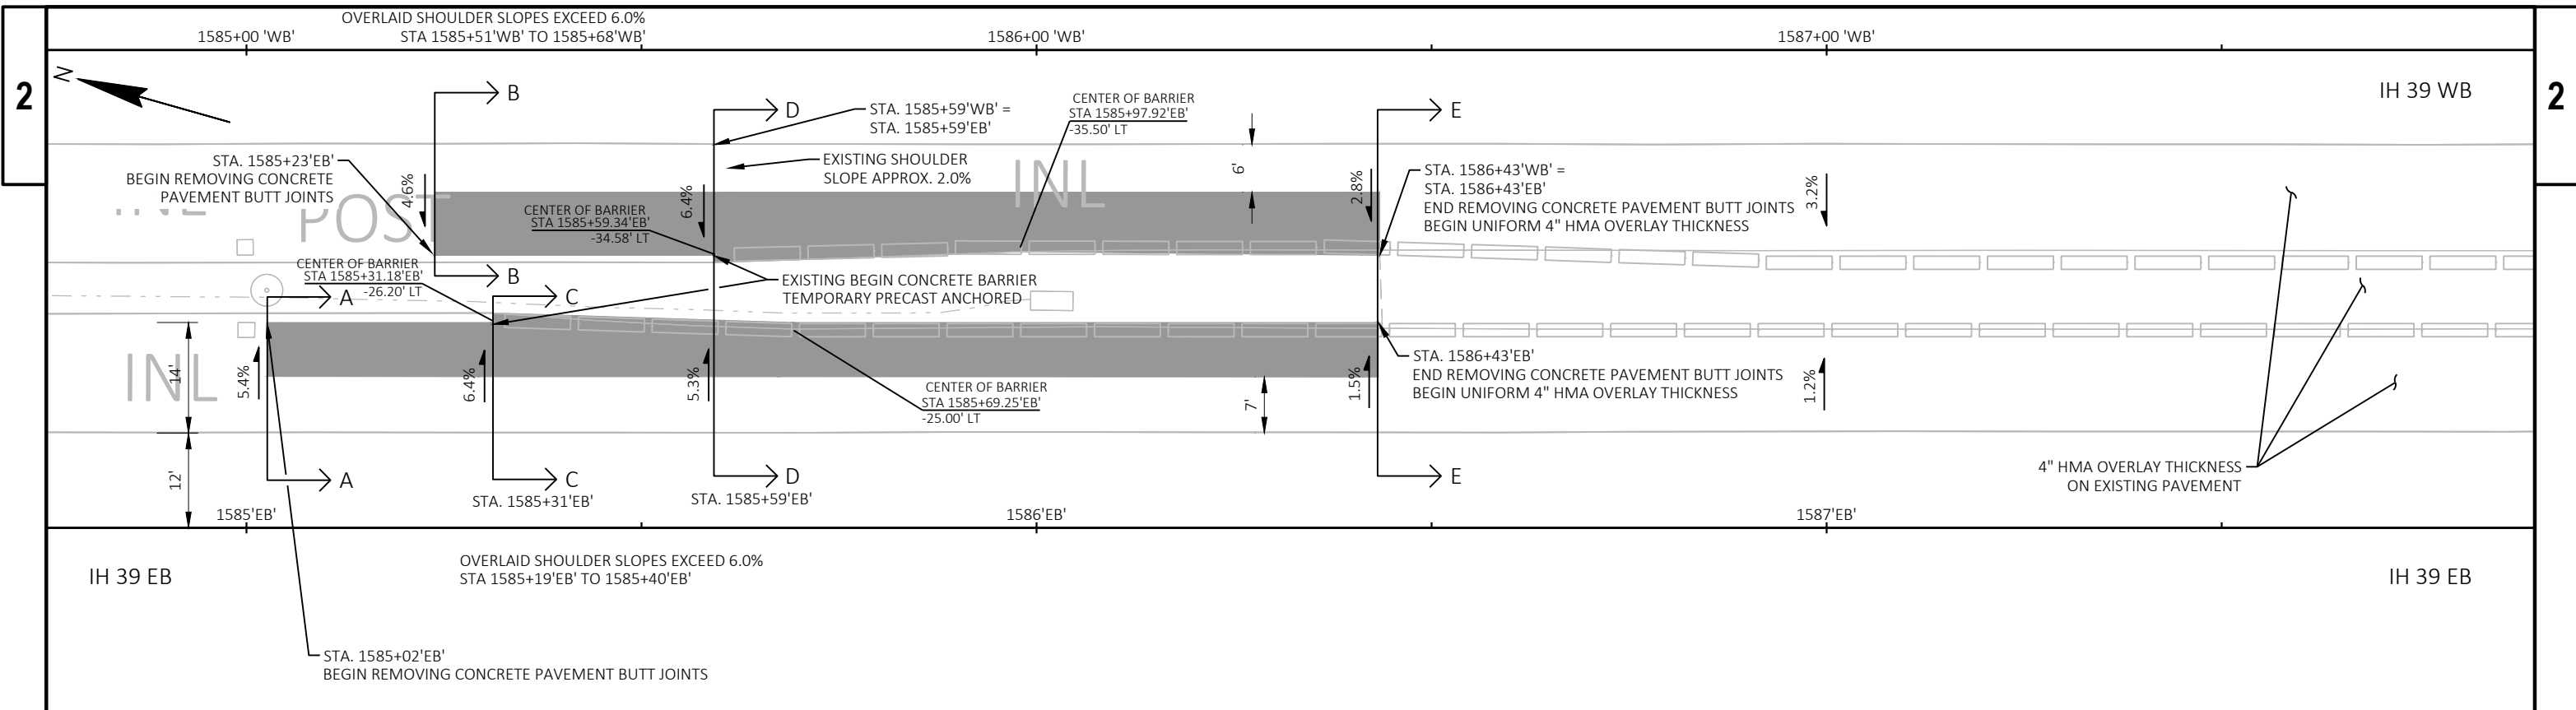 OVERLAID SHOULDER SLOPES EXCEED 6.0%
STA 1585+51'WB' TO 1585+68'WB'
1585+00 'WB'
1586+00 'WB'
1587+00 'WB'
2
2
N
IH 39 WB
B
D
E
STA. 1585+59'WB' =
STA. 1585+59'EB'
CENTER OF BARRIER
STA 1585+97.92'EB'
-35.50' LT
STA. 1585+23'EB'
BEGIN REMOVING CONCRETE
PAVEMENT BUTT JOINTS
EXISTING SHOULDER
SLOPE APPROX. 2.0%
4.6%
6.4%
6'
2.8%
3.2%
INL
POST
INL
STA. 1586+43'WB' =
STA. 1586+43'EB'
END REMOVING CONCRETE PAVEMENT BUTT JOINTS
BEGIN UNIFORM 4" HMA OVERLAY THICKNESS
CENTER OF BARRIER
STA 1585+59.34'EB'
-34.58' LT
CENTER OF BARRIER
STA 1585+31.18'EB'
-26.20' LT
B
A
C
EXISTING BEGIN CONCRETE BARRIER
TEMPORARY PRECAST ANCHORED
INL
14'
5.4%
6.4%
5.3%
1.5%
1.2%
7'
STA. 1586+43'EB'
END REMOVING CONCRETE PAVEMENT BUTT JOINTS
BEGIN UNIFORM 4" HMA OVERLAY THICKNESS
CENTER OF BARRIER
STA 1585+69.25'EB'
-25.00' LT
12'
A
C
D
E
STA. 1585+31'EB'
STA. 1585+59'EB'
4" HMA OVERLAY THICKNESS
ON EXISTING PAVEMENT
1585'EB'
1586'EB'
1587'EB'
IH 39 EB
OVERLAID SHOULDER SLOPES EXCEED 6.0%
STA 1585+19'EB' TO 1585+40'EB'
IH 39 EB
STA. 1585+02'EB'
BEGIN REMOVING CONCRETE PAVEMENT BUTT JOINTS